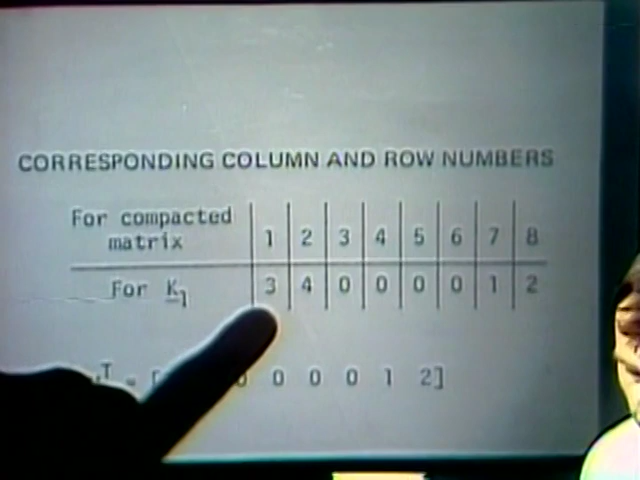 CORRESPONDING COLUMN AND ROW NUMBERS
For compacted matrix 1 2 3 4 5 6 7 8
For K1 3 4 0 0 0 0 1 2
T = [ 0 0 0 0 1 2]